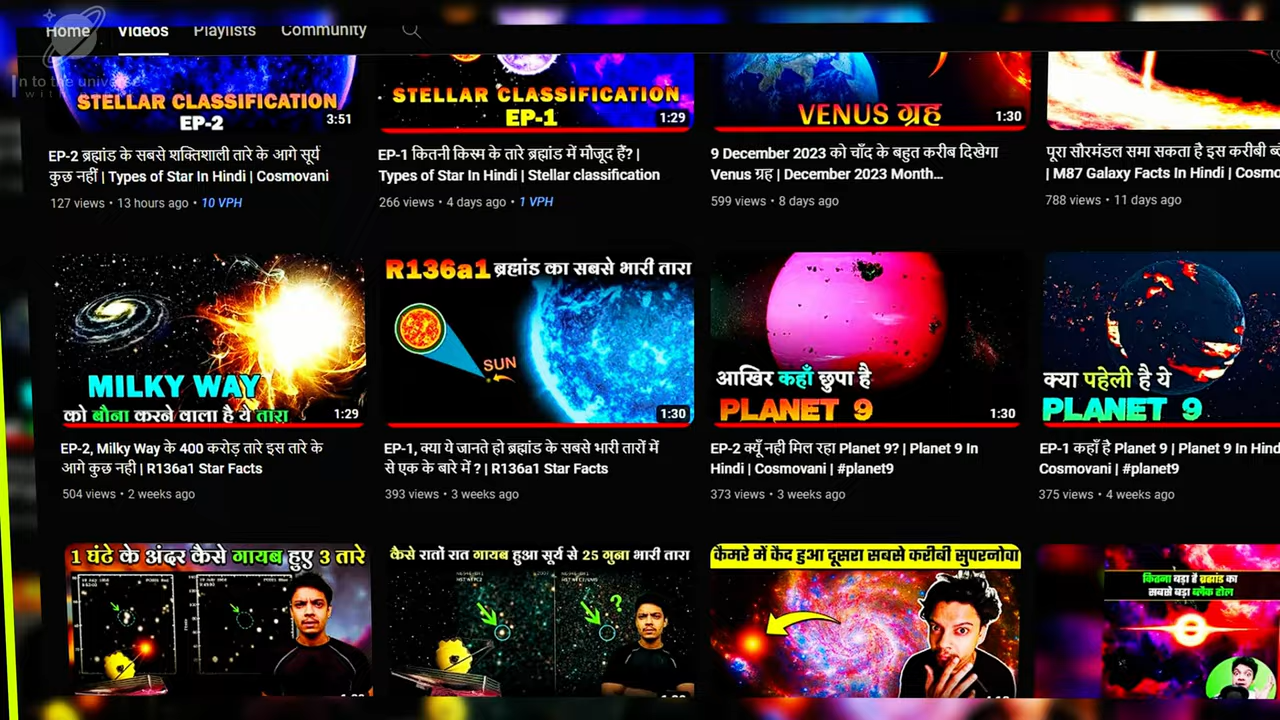 Home Videos Playlists Community
n to the universe
STELLAR CLASSIFICATION
EP-2
3:51
STELLAR CLASSIFICATION
EP-1
1:29
VENUS ग्रह
1:30
EP-2 ब्रह्मांड के सबसे शक्तिशाली तारे के आगे सूर्य
कुछ नहीं | Types of Star In Hindi | Cosmovani
127 views • 13 hours ago • 10 VPH
EP-1 कितनी किस्म के तारे ब्रह्मांड में मौजूद हैं? |
Types of Star In Hindi | Stellar classification
266 views • 4 days ago • 1 VPH
9 December 2023 को चाँद के बहुत करीब दिखेगा
Venus ग्रह | December 2023 Month...
599 views • 8 days ago
पूरा सौरमंडल समा सकता है इस करीबी
| M87 Galaxy Facts In Hindi |
788 views • 11 days ago
MILKY WAY
को बौना करने वाला है ये तारा
1:29
R136a1 ब्रह्मांड का सबसे भारी तारा
SUN
1:30
आखिर कहाँ छुपा है
PLANET 9
1:30
क्या पहेली है ये
PLANET 9
EP-2, Milky Way के 400 करोड़ तारे इस तारे के
आगे कुछ नही | R136a1 Star Facts
504 views • 2 weeks ago
EP-1, क्या ये जानते हो ब्रह्मांड के सबसे भारी तारों में
से एक के बारे में ? | R136a1 Star Facts
393 views • 3 weeks ago
EP-2 क्यूँ नही मिल रहा Planet 9? | Planet 9 In
Hindi | Cosmovani | #planet9
373 views • 3 weeks ago
EP-1 कहाँ है Planet 9 | Planet 9 In Hind
Cosmovani | #planet9
375 views • 4 weeks ago
1 घंटे के अंदर कैसे गायब हुए 3 तारे
कैसे रातों रात गायब हुआ सूर्य से 25 गुना भारी तारा
?
कैमरे में कैद हुआ दूसरा सबसे करीबी सुपरनोवा
कितना बड़ा है ब्रह्मांड का
सबसे बड़ा ब्लैक होल